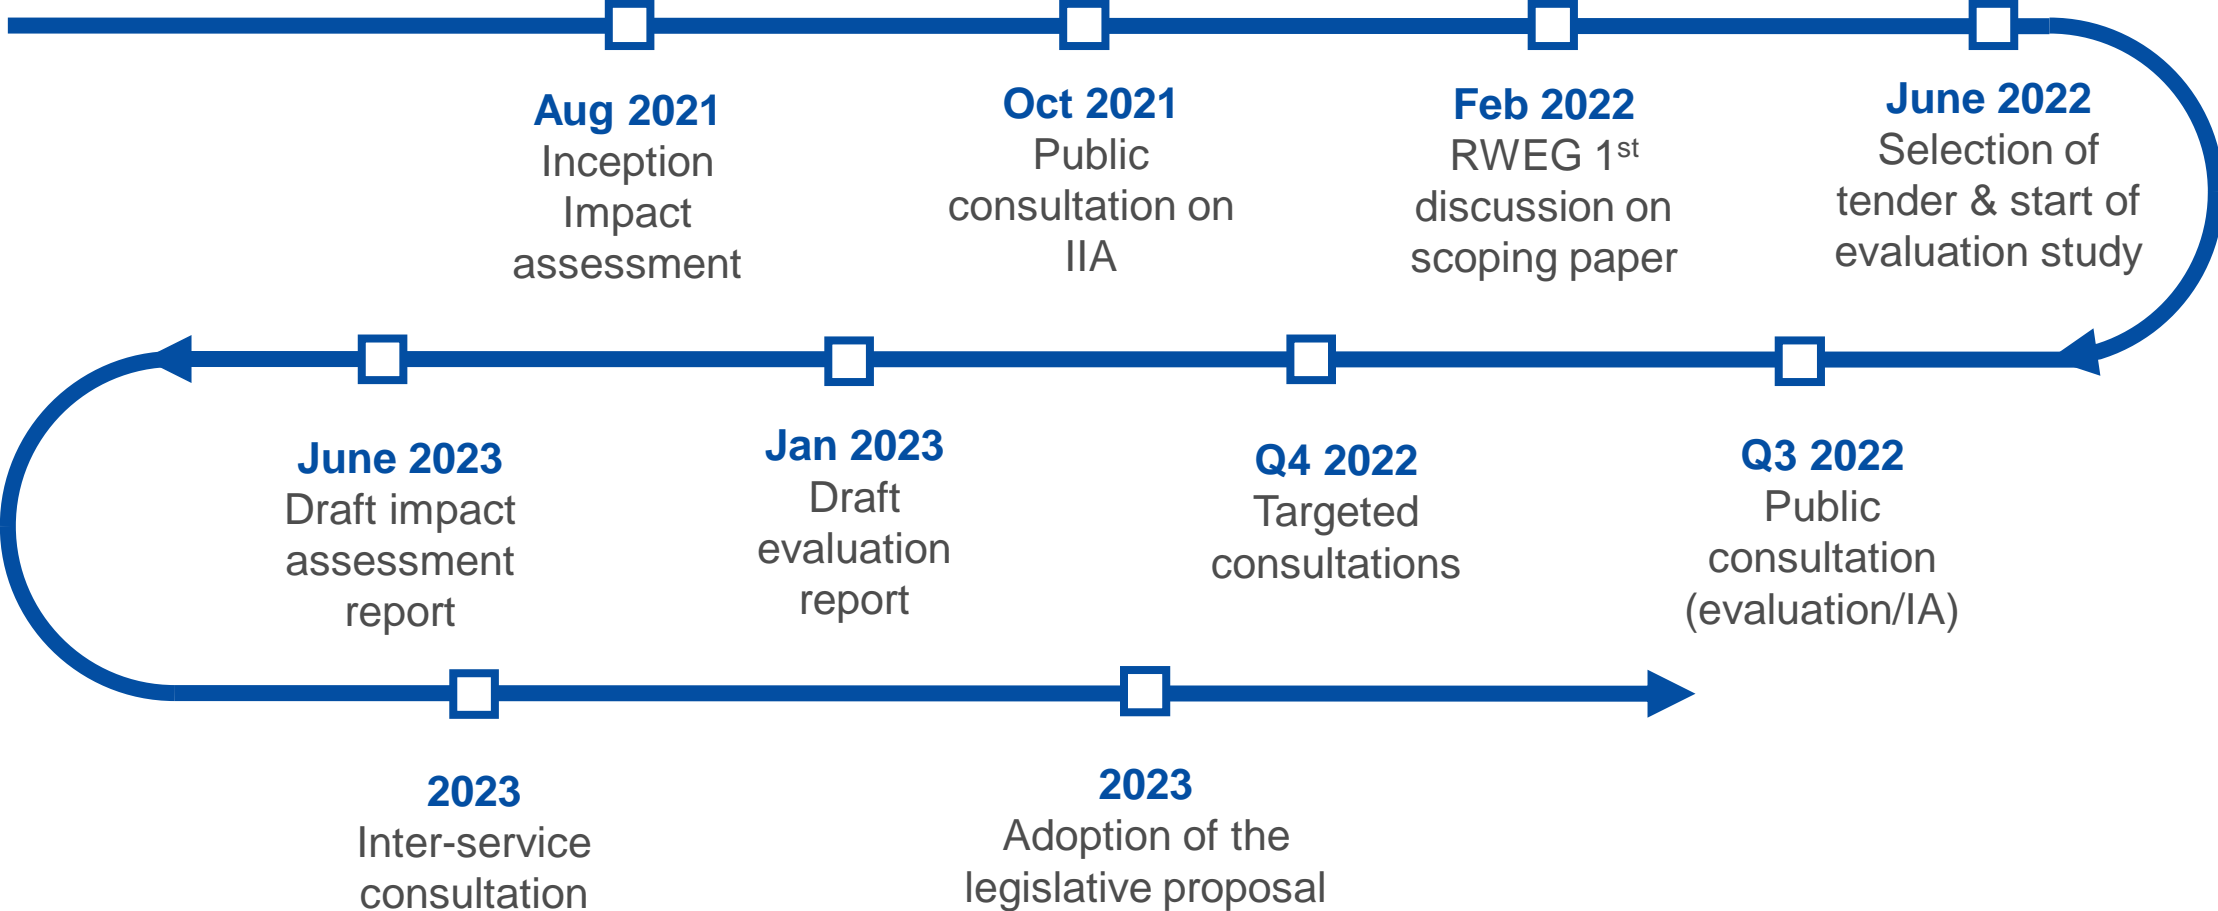 Aug 2021
Inception
Impact
assessment
Oct 2021
Public
consultation on
IIA
Feb 2022
RWEG 1st
discussion on
scoping paper
June 2022
Selection of
tender & start of
evaluation study
Q3 2022
Public
consultation
(evaluation/IA)
Q4 2022
Targeted
consultations
Jan 2023
Draft
evaluation
report
June 2023
Draft impact
assessment
report
2023
Inter-service
consultation
2023
Adoption of the
legislative proposal